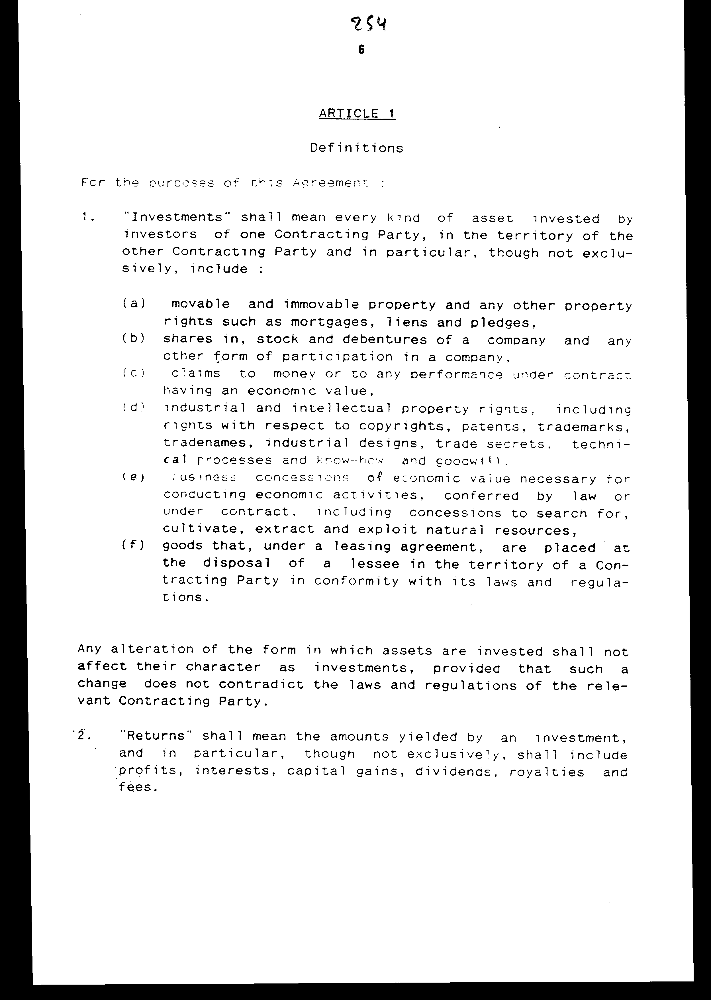 254
6
ARTICLE 1
Definitions
For the purposes of this Agreement :
1. "Investments" shall mean every kind of asset invested by
investors of one Contracting Party, in the territory of the
other Contracting Party and in particular, though not exclu-
sively, include :
(a) movable and immovable property and any other property
rights such as mortgages, liens and pledges,
(b) shares in, stock and debentures of a company and any
other form of participation in a company,
(c) claims to money or to any performance under contract
having an economic value,
(d) industrial and intellectual property rights, including
rights with respect to copyrights, patents, trademarks,
tradenames, industrial designs, trade secrets, techni-
cal processes and know-how and goodwill.
(e) business concessions of economic value necessary for
conducting economic activities, conferred by law or
under contract, including concessions to search for,
cultivate, extract and exploit natural resources,
(f) goods that, under a leasing agreement, are placed at
the disposal of a lessee in the territory of a Con-
tracting Party in conformity with its laws and regula-
tions.
Any alteration of the form in which assets are invested shall not
affect their character as investments, provided that such a
change does not contradict the laws and regulations of the rele-
vant Contracting Party.
2. "Returns" shall mean the amounts yielded by an investment,
and in particular, though not exclusively, shall include
profits, interests, capital gains, dividends, royalties and
fees.